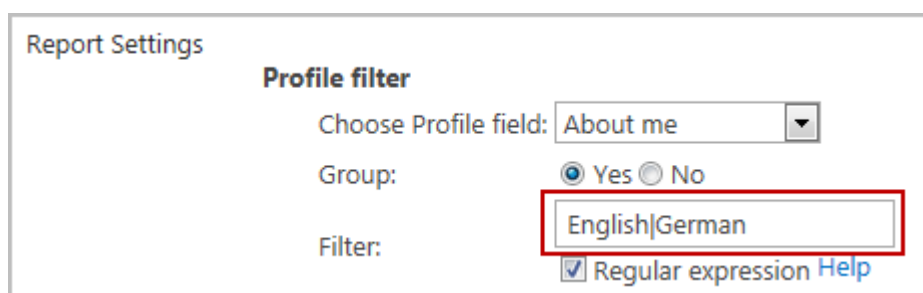 Report Settings
Profile filter
Choose Profile field: About me
Group: Yes No
English|German
Filter:
Regular expression Help